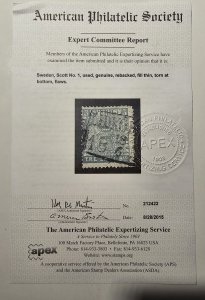 American Philatelic Society
Expert Committee Report
Members of the American Philatelic Expertizing Service have
examined the item submitted and it is their opinion that it is:
Sweden, Scott No. 1, used, genuine, rebacked, fill thin, torn at
bottom, flaws.
APEX
No. 212422
Date 8/28/2015
The American Philatelic Expertizing Service
A Service to Philately Since 1903
100 Match Factory Place, Bellefonte, PA 16823 USA
Phone: 814-933-3803 - Fax: 814-933-6128
Website: www.stamps.org
apex
A cooperative service offered by the American Philatelic Society (APS)
and the American Stamp Dealers Association (ASDA).